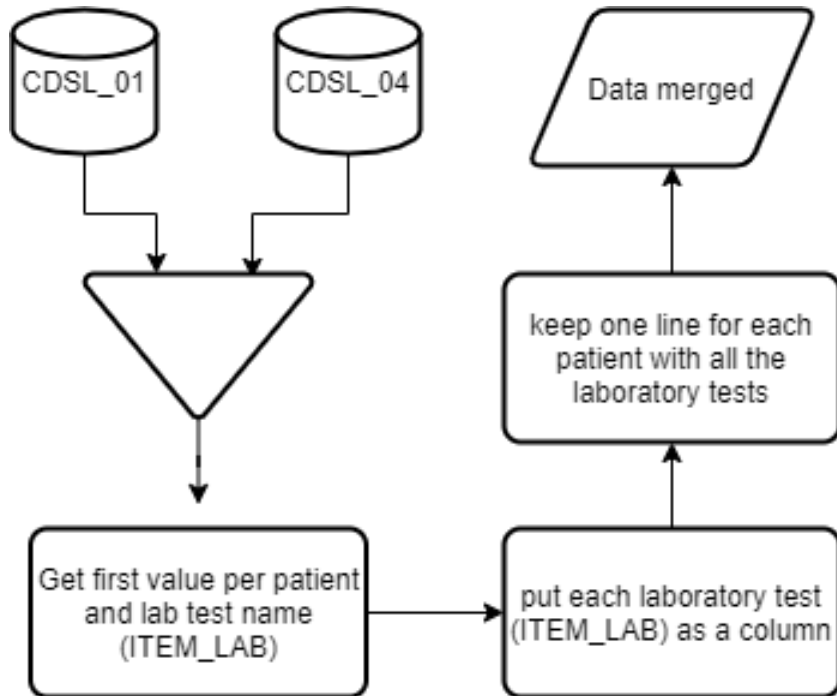 CDSL_01
CDSL_04
Get first value per patient
and lab test name
(ITEM_LAB)
put each laboratory test
(ITEM_LAB) as a column
keep one line for each
patient with all the
laboratory tests
Data merged